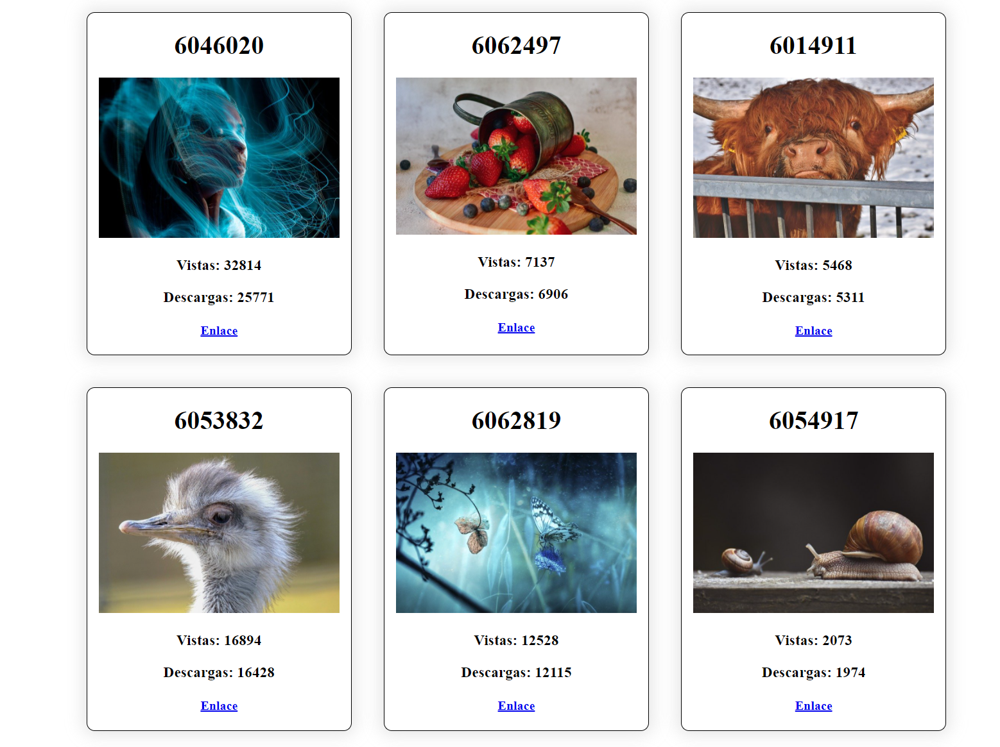 6046020
Vistas: 32814
Descargas: 25771
Enlace
6062497
Vistas: 7137
Descargas: 6906
Enlace
6014911
Vistas: 5468
Descargas: 5311
Enlace
6053832
Vistas: 16894
Descargas: 16428
Enlace
6062819
Vistas: 12528
Descargas: 12115
Enlace
6054917
Vistas: 2073
Descargas: 1974
Enlace